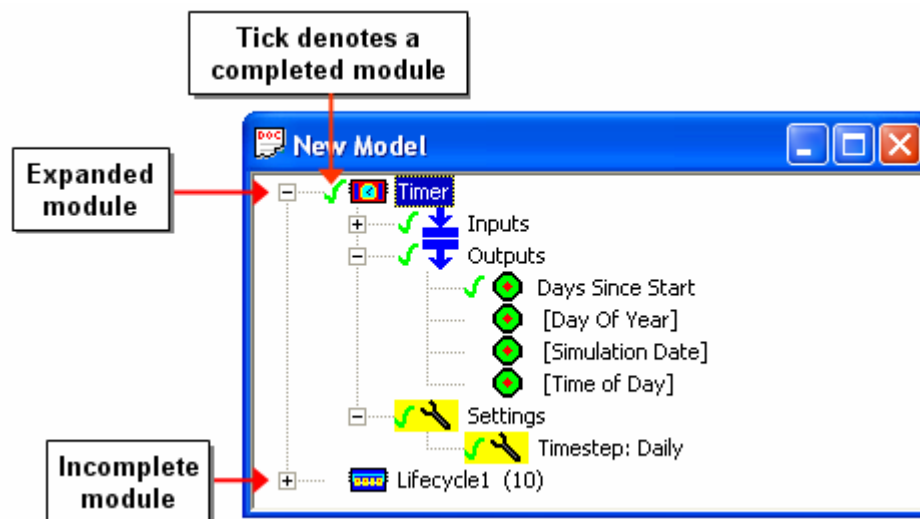 Tick denotes a
completed module
DOC
New Model
Expanded
module
Timer
Inputs
Outputs
Days Since Start
[Day Of Year]
[Simulation Date]
[Time of Day]
Settings
Timestep: Daily
Incomplete
module
Lifecycle1 (10)